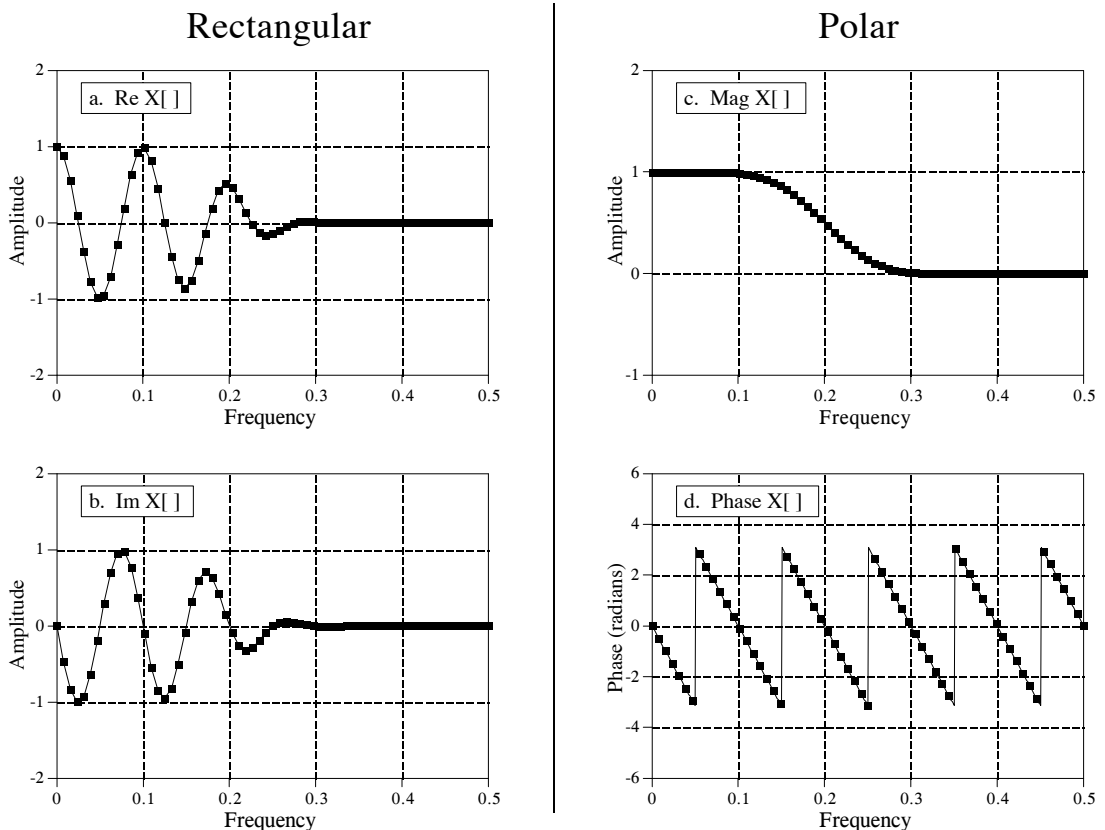 Rectangular
Polar
a. Re X[ ]
2
1
0
-1
-2
Amplitude
0 0.1 0.2 0.3 0.4 0.5
Frequency
c. Mag X[ ]
2
1
0
-1
Amplitude
0 0.1 0.2 0.3 0.4 0.5
Frequency
b. Im X[ ]
2
1
0
-1
-2
Amplitude
0 0.1 0.2 0.3 0.4 0.5
Frequency
d. Phase X[ ]
6
4
2
0
-2
-4
-6
Phase (radians)
0 0.1 0.2 0.3 0.4 0.5
Frequency